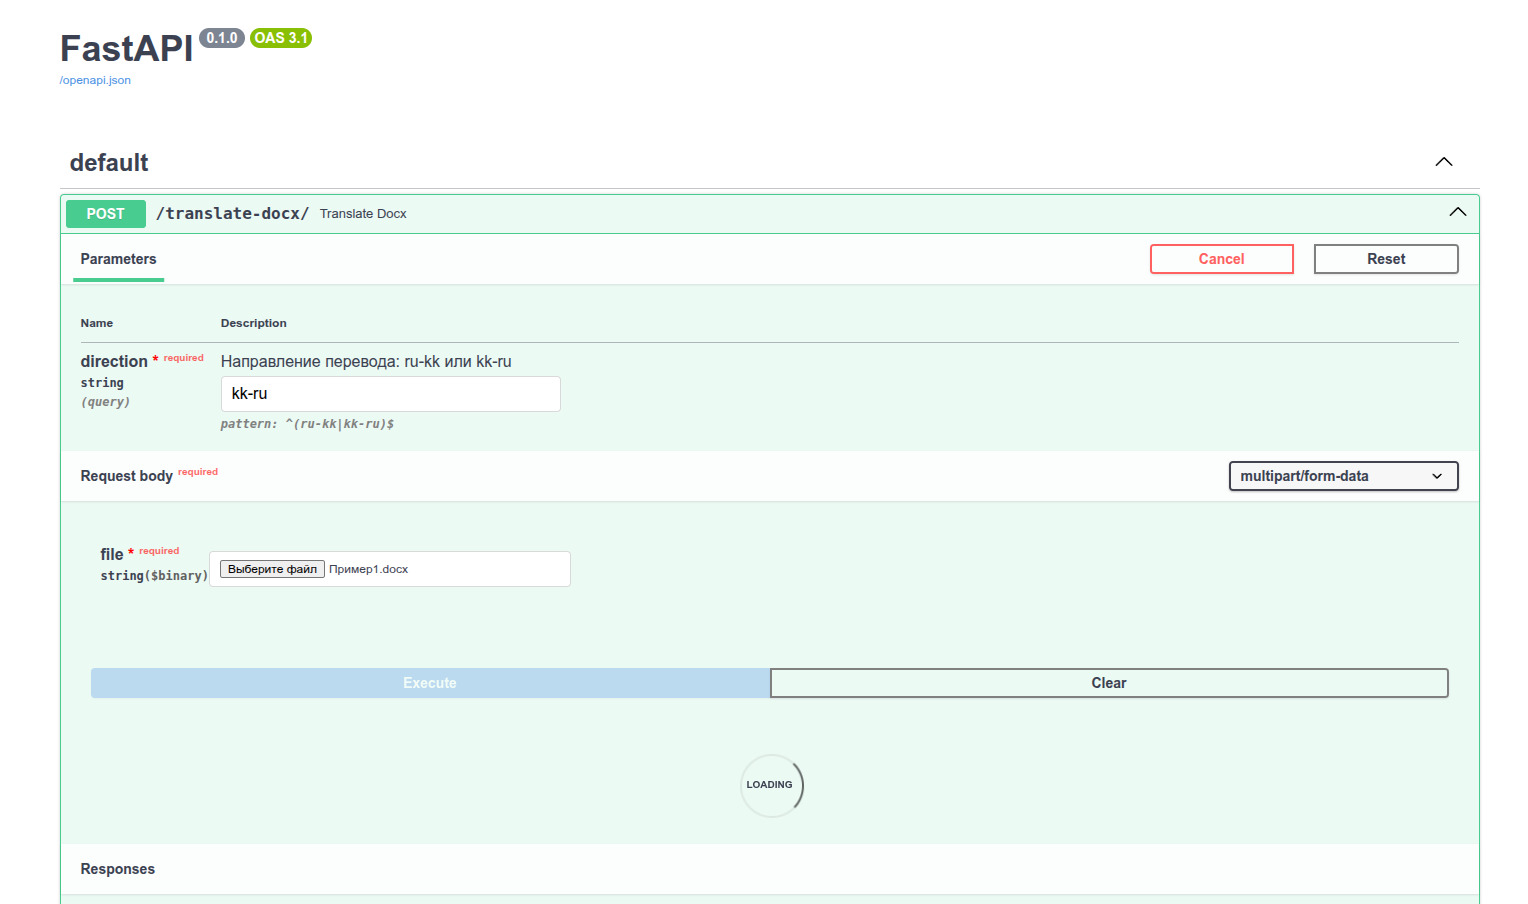 FastAPI 0.1.0 OAS 3.1
/openapi.json
default
POST /translate-docx/ Translate Docx
Parameters Cancel Reset
Name Description
direction * required Направление перевода: ru-kk или kk-ru
string kk-ru
(query)
pattern: ^(ru-kk|kk-ru)$
Request body required multipart/form-data
file * required
string($binary) Выберите файл Пример1.docx
Execute Clear
LOADING
Responses